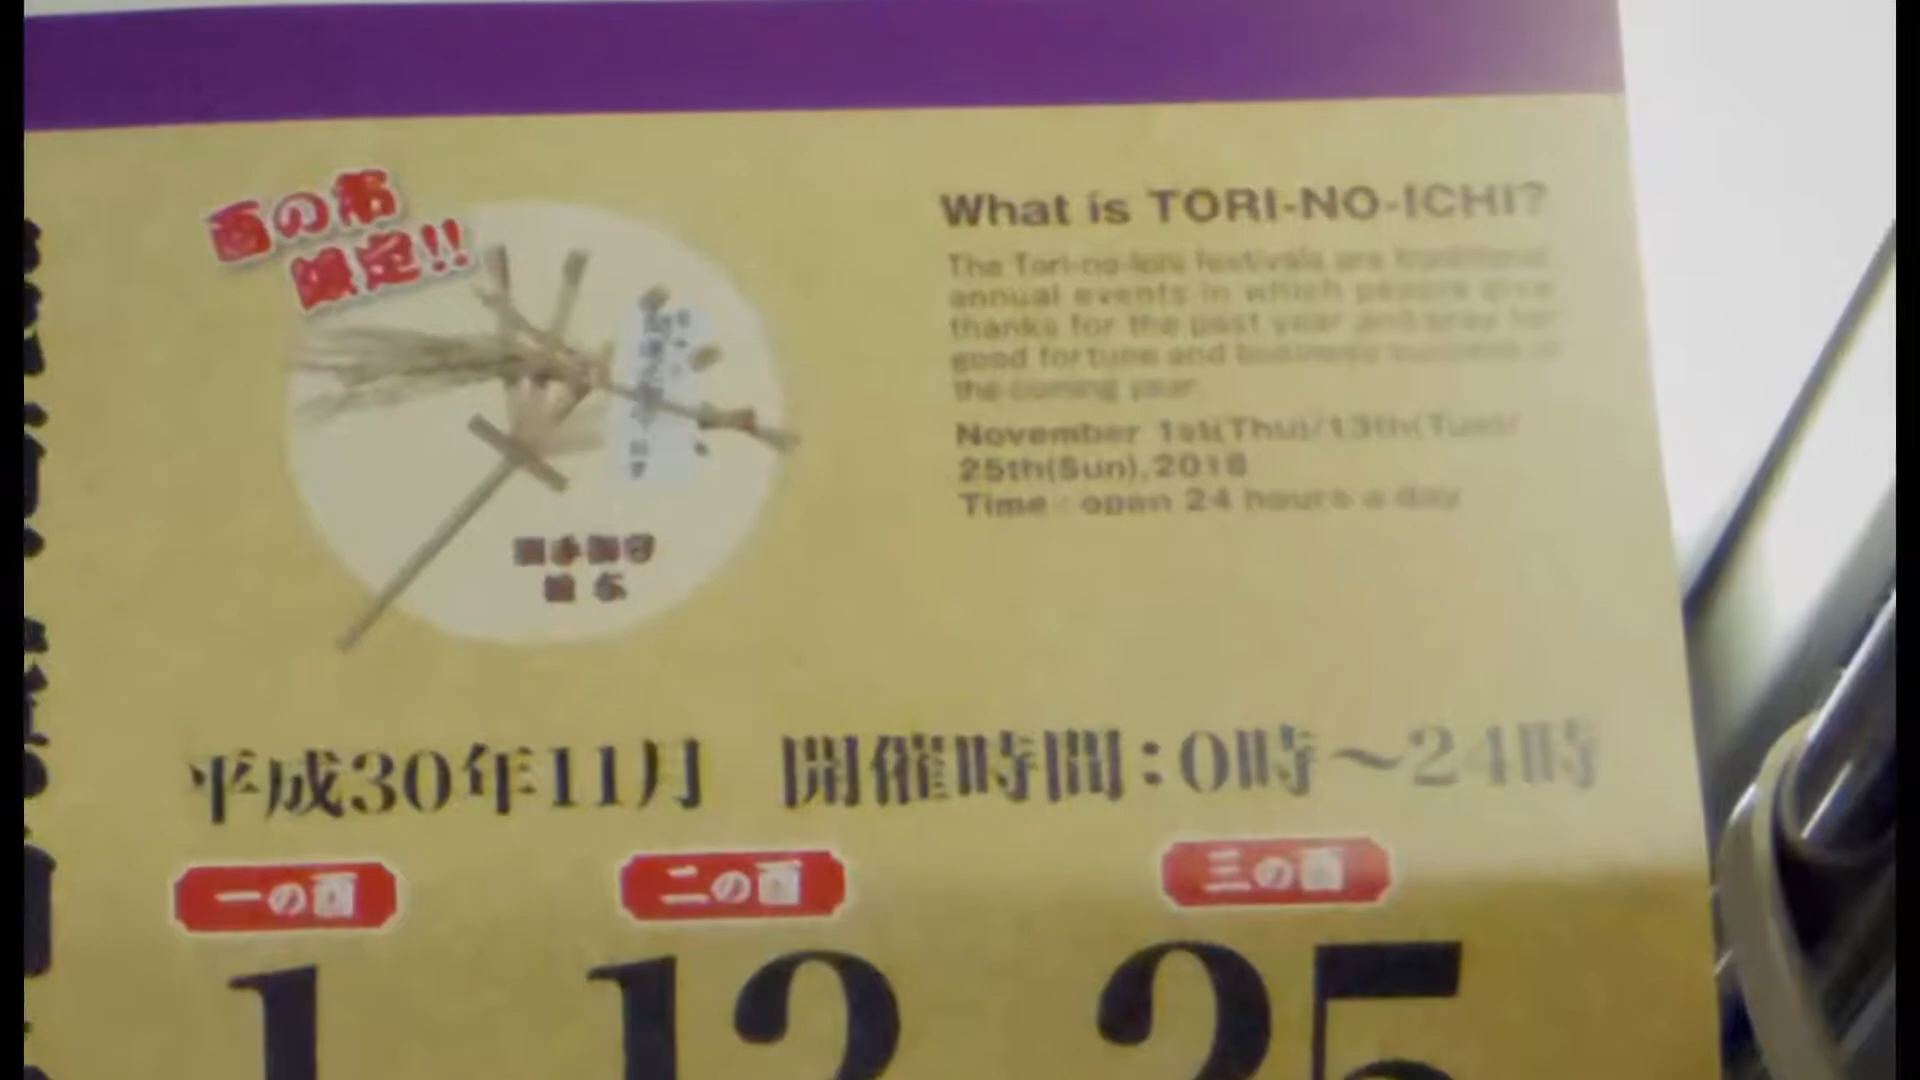 酉の市
限定!!
What is TORI-NO-ICHI?
The Tori-no-Ichi festivals are traditional
annual events in which people give
thanks for the past year and pray for
good fortune and business success in
the coming year.
November 1st(Thu)/13th(Tue)/
25th(Sun),2018
Time : open 24 hours a day
平成30年11月 開催時間:0時〜24時
一の酉
二の酉
三の酉
1
25